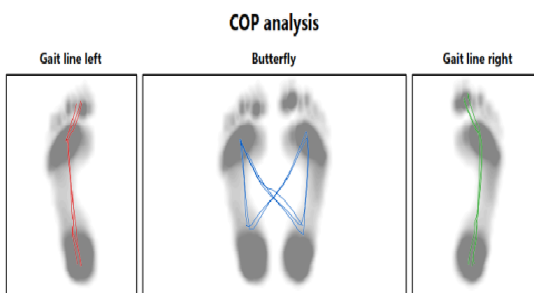 COP analysis
Gait line left
Butterfly
Gait line right